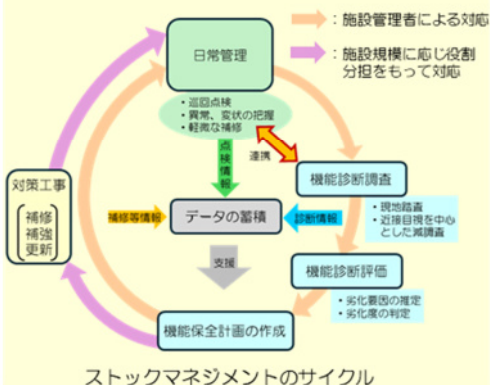 ：施設管理者による対応
：施設規模に応じ役割
分担をもって対応
日常管理
・巡回点検
・異常、変状の把握
・軽微な補修
点検情報
連携
機能診断調査
・現地踏査
・近接目視を中心
とした減調査
対策工事
補修
補強
更新
補修等情報
データの蓄積
診断情報
支援
機能診断評価
・劣化要因の推定
・劣化度の判定
機能保全計画の作成
ストックマネジメントのサイクル